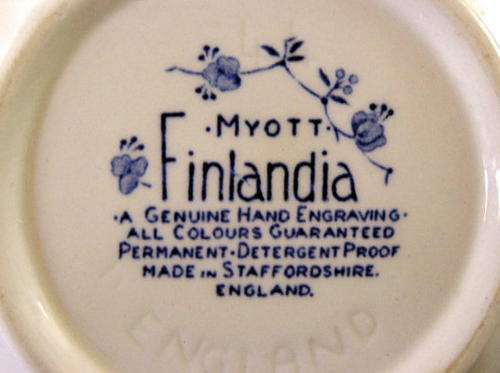 ·MYOTT·
Finlandia
·A GENUINE HAND ENGRAVING·
ALL COLOURS GUARANTEED
PERMANENT·DETERGENT PROOF
MADE IN STAFFORDSHIRE.
ENGLAND.
ENGLAND